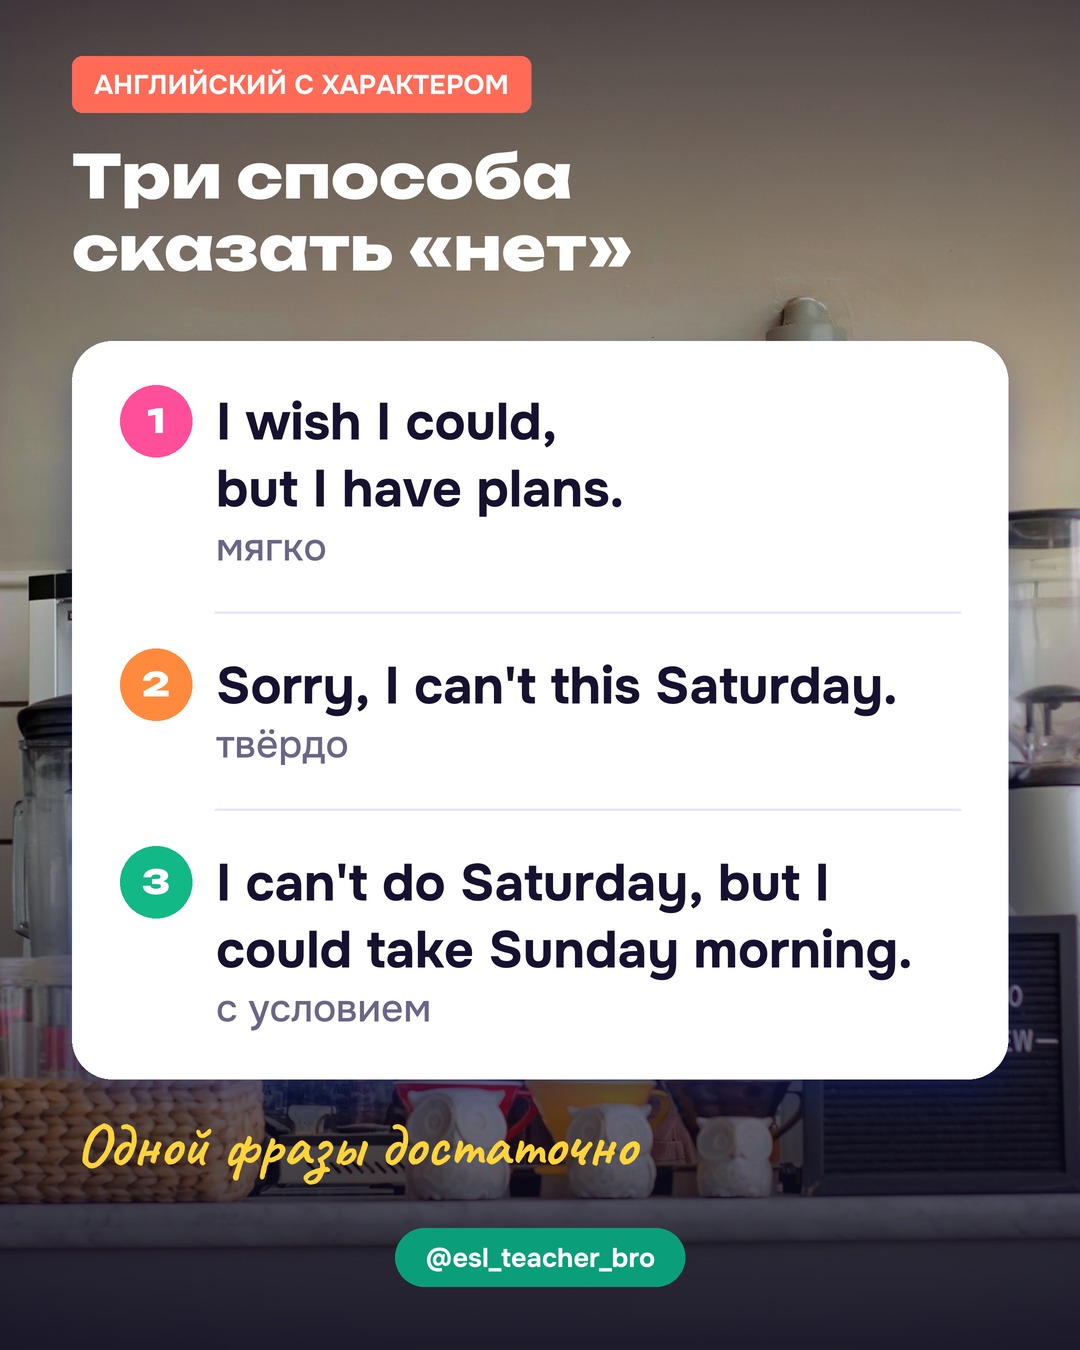 АНГЛИЙСКИЙ С ХАРАКТЕРОМ
Три способа
сказать «нет»
1
I wish I could,
but I have plans.
мягко
2
Sorry, I can't this Saturday.
твёрдо
3
I can't do Saturday, but I
could take Sunday morning.
с условием
Одной фразы достаточно
@esl_teacher_bro